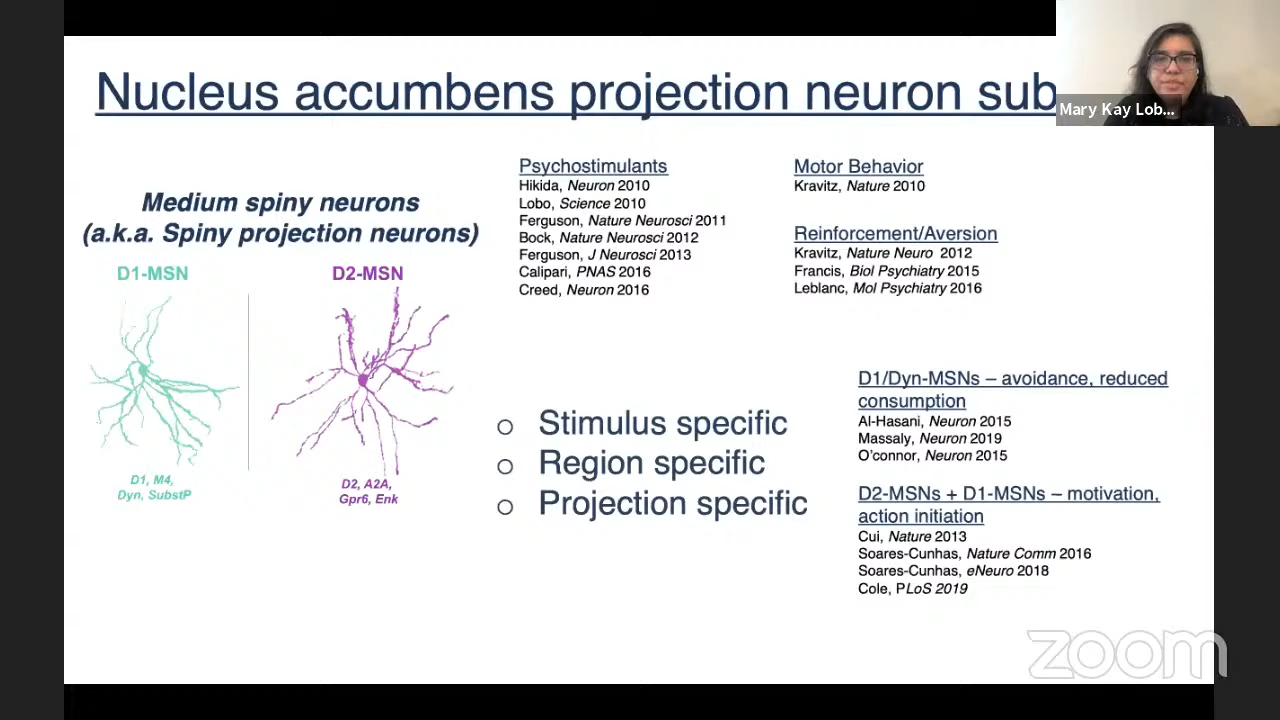 Nucleus accumbens projection neuron sub
Mary Kay Lob...
Medium spiny neurons
(a.k.a. Spiny projection neurons)
D1-MSN
D2-MSN
D1, M4,
Dyn, SubstP
D2, A2A,
Gpr6, Enk
Psychostimulants
Hikida, Neuron 2010
Lobo, Science 2010
Ferguson, Nature Neurosci 2011
Bock, Nature Neurosci 2012
Ferguson, J Neurosci 2013
Calipari, PNAS 2016
Creed, Neuron 2016
Motor Behavior
Kravitz, Nature 2010
Reinforcement/Aversion
Kravitz, Nature Neuro 2012
Francis, Biol Psychiatry 2015
Leblanc, Mol Psychiatry 2016
o Stimulus specific
o Region specific
o Projection specific
D1/Dyn-MSNs – avoidance, reduced
consumption
Al-Hasani, Neuron 2015
Massaly, Neuron 2019
O'connor, Neuron 2015
D2-MSNs + D1-MSNs – motivation,
action initiation
Cui, Nature 2013
Soares-Cunhas, Nature Comm 2016
Soares-Cunhas, eNeuro 2018
Cole, PLoS 2019
zoom